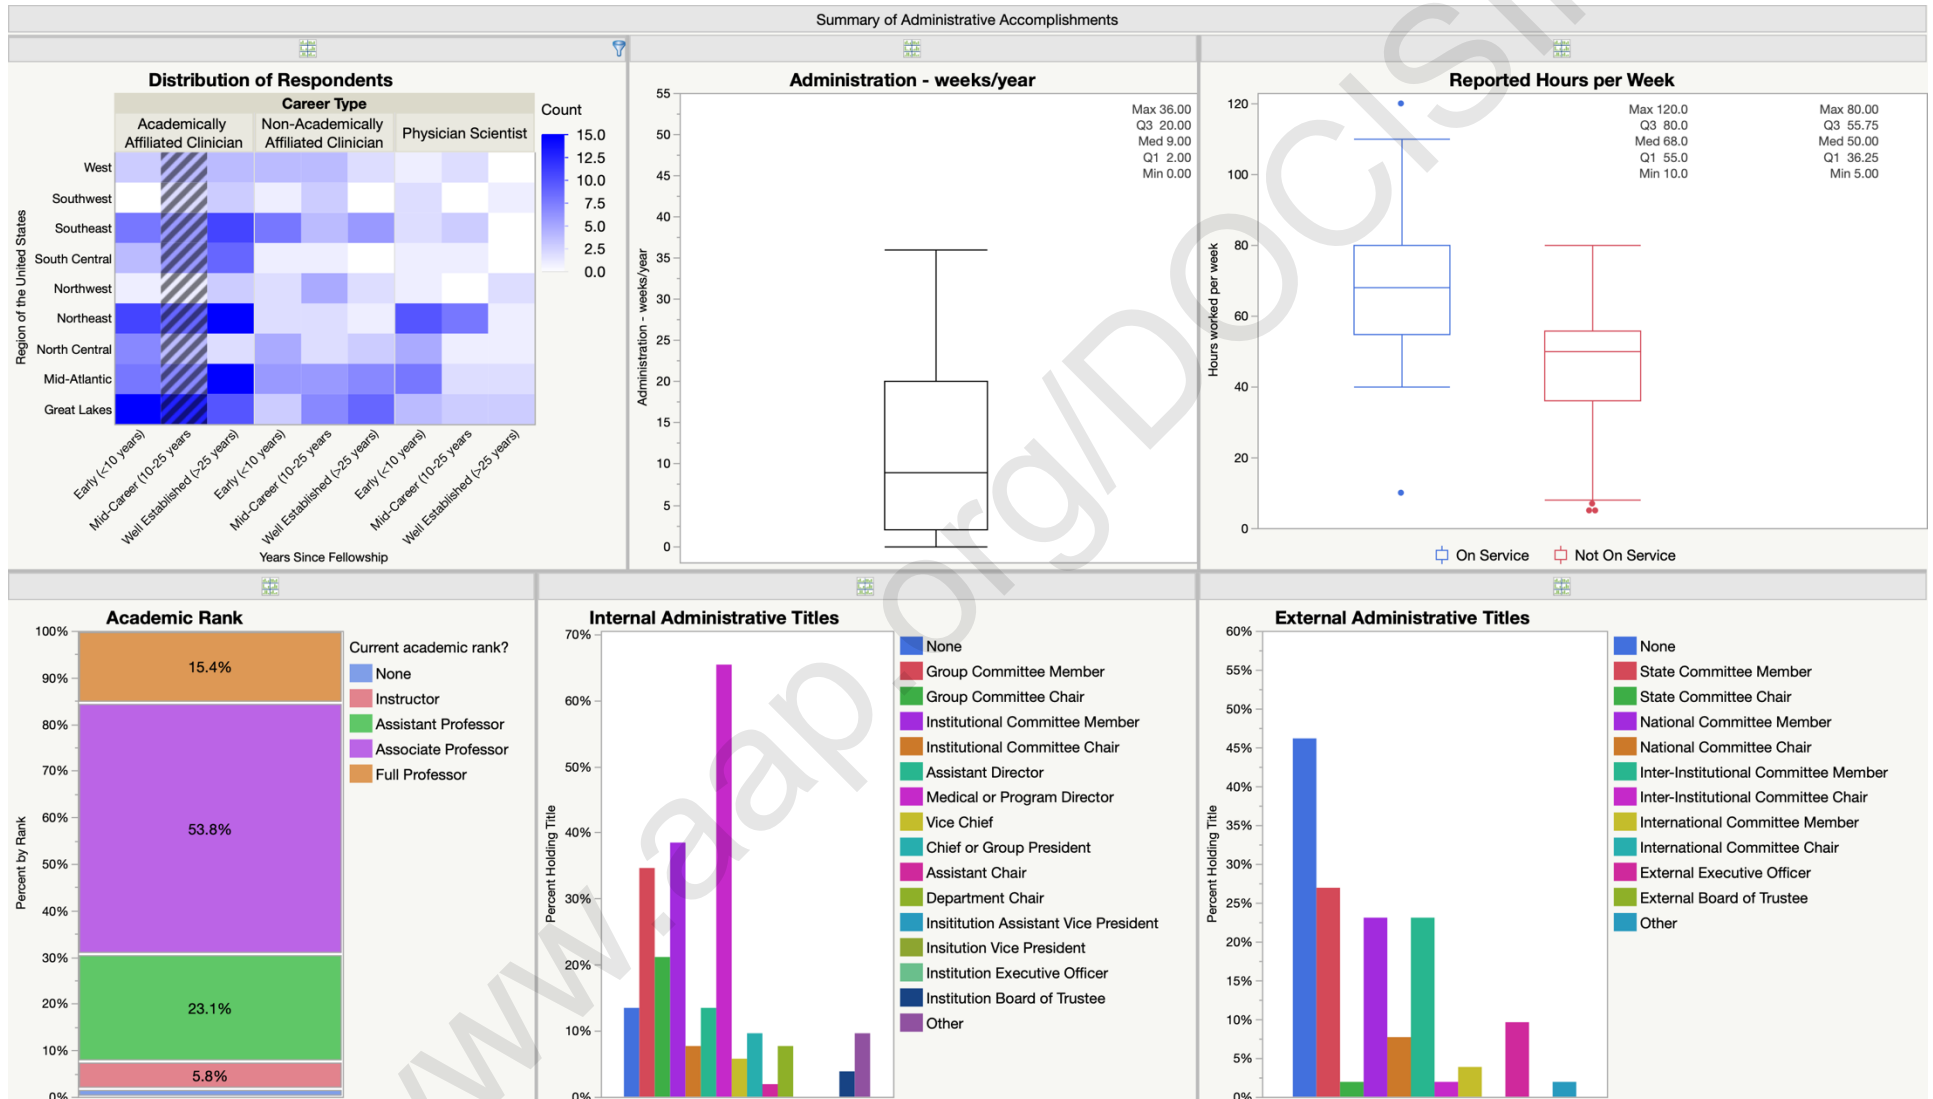 Summary of Administrative Accomplishments
Distribution of Respondents
Career Type
Academically
Affiliated Clinician
Non-Academically
Affiliated Clinician
Physician Scientist
Count
15.0
12.5
10.0
7.5
5.0
2.5
0.0
Region of the United States
West
Southwest
Southeast
South Central
Northwest
Northeast
North Central
Mid-Atlantic
Great Lakes
Early (<10 years)
Mid-Career (10-25 years
Well Established (>25 years)
Early (<10 years)
Mid-Career (10-25 years
Well Established (>25 years)
Early (<10 years)
Mid-Career (10-25 years
Well Established (>25 years)
Years Since Fellowship
Administration - weeks/year
Administration - weeks/year
55
50
45
40
35
30
25
20
15
10
5
0
Max 36.00
Q3 20.00
Med 9.00
Q1 2.00
Min 0.00
Reported Hours per Week
Hours worked per week
120
100
80
60
40
20
0
Max 120.0
Q3 80.0
Med 68.0
Q1 55.0
Min 10.0
Max 80.00
Q3 55.75
Med 50.00
Q1 36.25
Min 5.00
On Service
Not On Service
Academic Rank
Percent by Rank
100%
90%
80%
70%
60%
50%
40%
30%
20%
10%
0%
15.4%
53.8%
23.1%
5.8%
Current academic rank?
None
Instructor
Assistant Professor
Associate Professor
Full Professor
Internal Administrative Titles
Percent Holding Title
70%
60%
50%
40%
30%
20%
10%
0%
None
Group Committee Member
Group Committee Chair
Institutional Committee Member
Institutional Committee Chair
Assistant Director
Medical or Program Director
Vice Chief
Chief or Group President
Assistant Chair
Department Chair
Insititution Assistant Vice President
Insitution Vice President
Institution Executive Officer
Institution Board of Trustee
Other
External Administrative Titles
Percent Holding Title
60%
55%
50%
45%
40%
35%
30%
25%
20%
15%
10%
5%
0%
None
State Committee Member
State Committee Chair
National Committee Member
National Committee Chair
Inter-Institutional Committee Member
Inter-Institutional Committee Chair
International Committee Member
International Committee Chair
External Executive Officer
External Board of Trustee
Other
www.aap.org/DOCISI